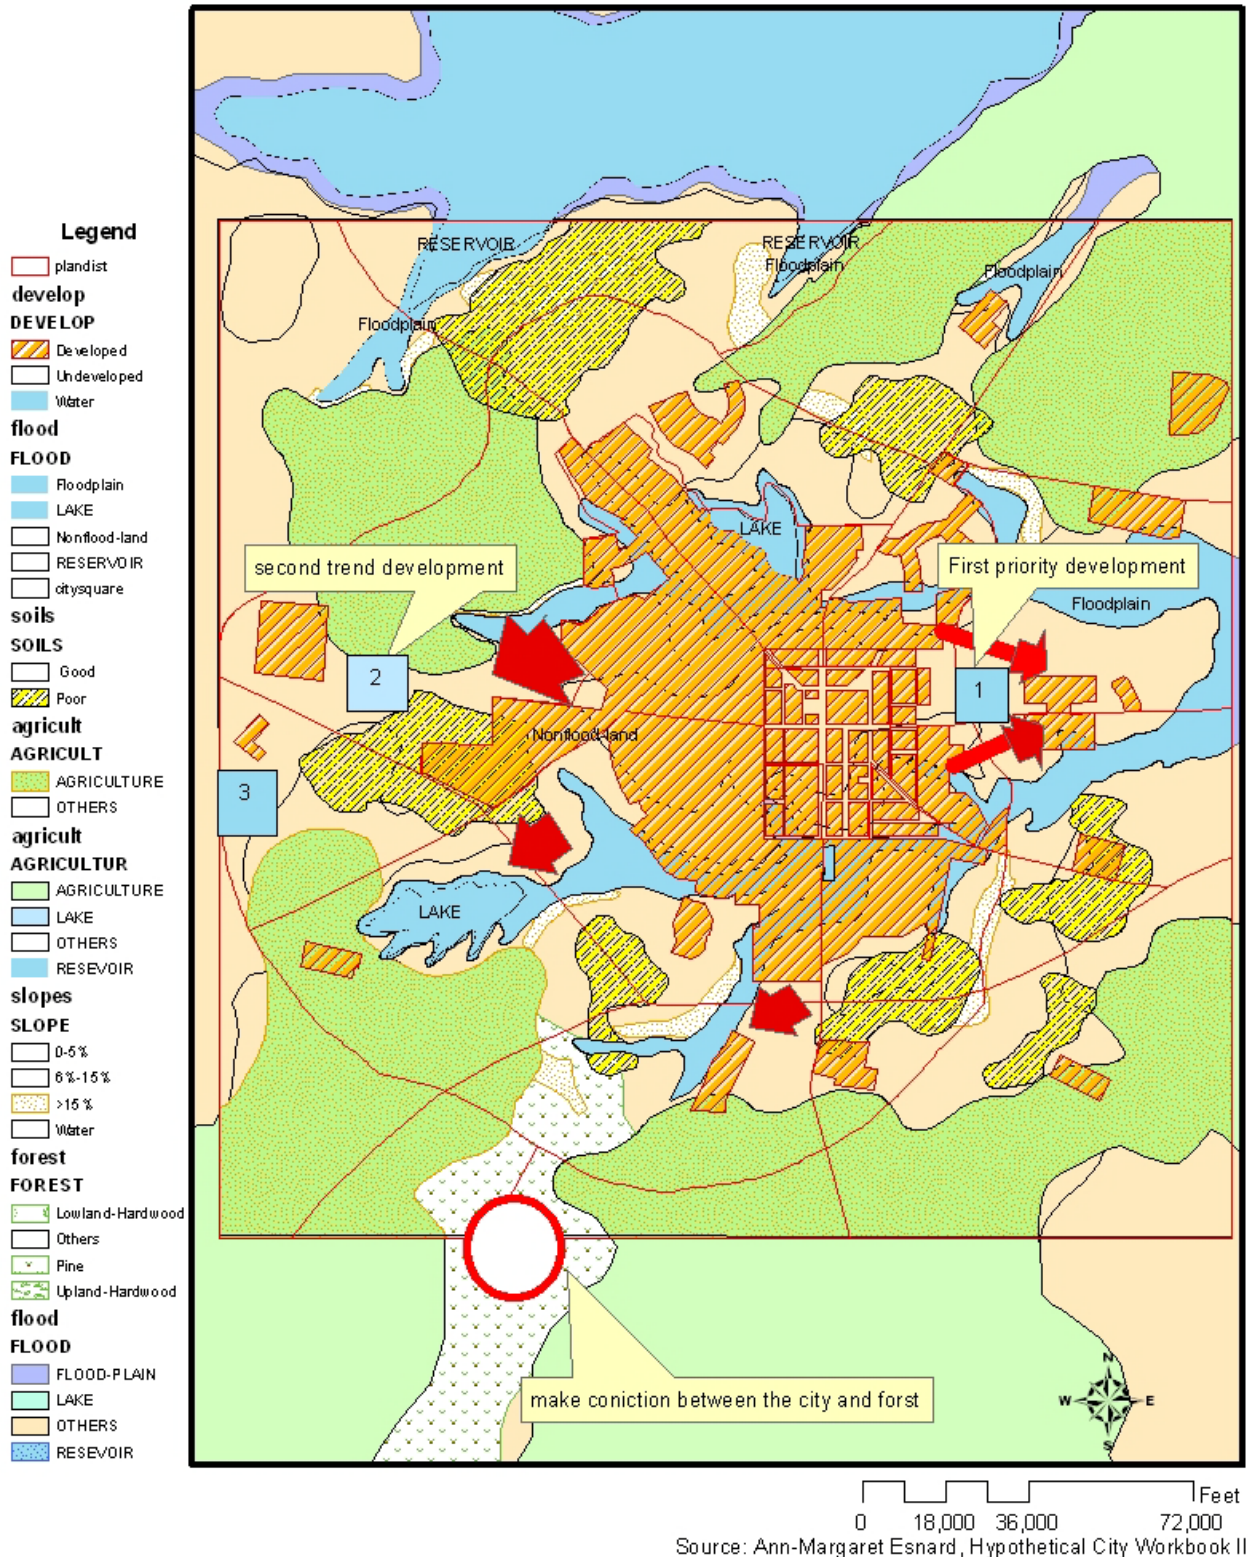 Legend
plandist
develop
DEVELOP
Developed
Undeveloped
Water
flood
FLOOD
Floodplain
LAKE
Nonflood-land
RESERVOIR
citysquare
soils
SOILS
Good
Poor
agricult
AGRICULT
AGRICULTURE
OTHERS
agricult
AGRICULTUR
AGRICULTURE
LAKE
OTHERS
RESEVOIR
slopes
SLOPE
0-5%
6%-15%
>15%
Water
forest
FOREST
Lowland-Hardwood
Others
Pine
Upland-Hardwood
flood
FLOOD
FLOOD-PLAIN
LAKE
OTHERS
RESEVOIR
RESERVOIR
RESERVOIR
Floodplain
Floodplain
Floodplain
LAKE
second trend development
First priority development
Floodplain
2
1
Nonflood-land
3
LAKE
make coniction between the city and forst
N
W E
S
Feet
0 18,000 36,000 72,000
Source: Ann-Margaret Esnard, Hypothetical City Workbook II